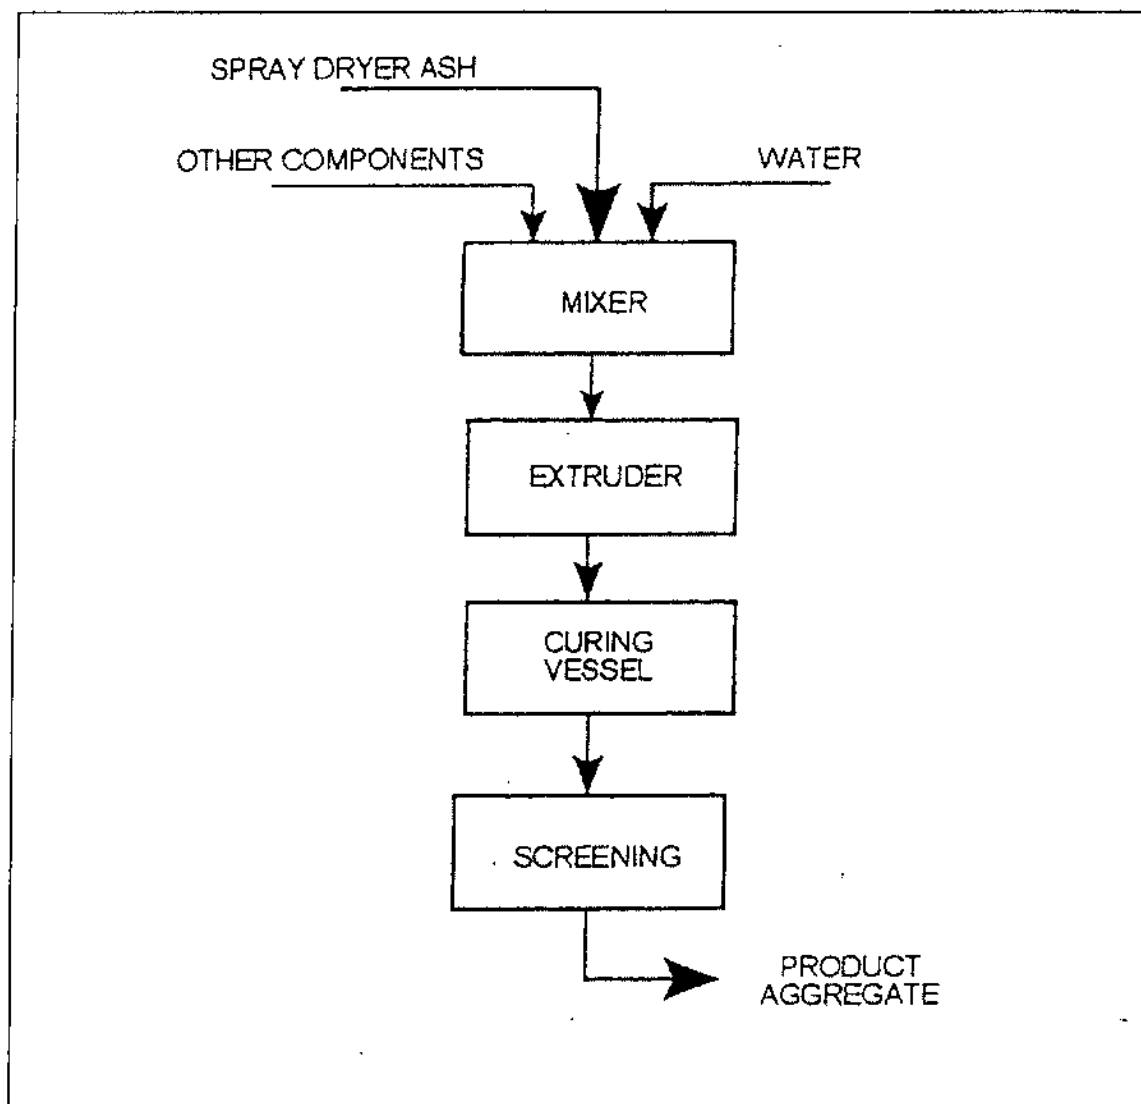 SPRAY DRYER ASH
OTHER COMPONENTS
WATER
MIXER
EXTRUDER
CURING
VESSEL
SCREENING
PRODUCT
AGGREGATE